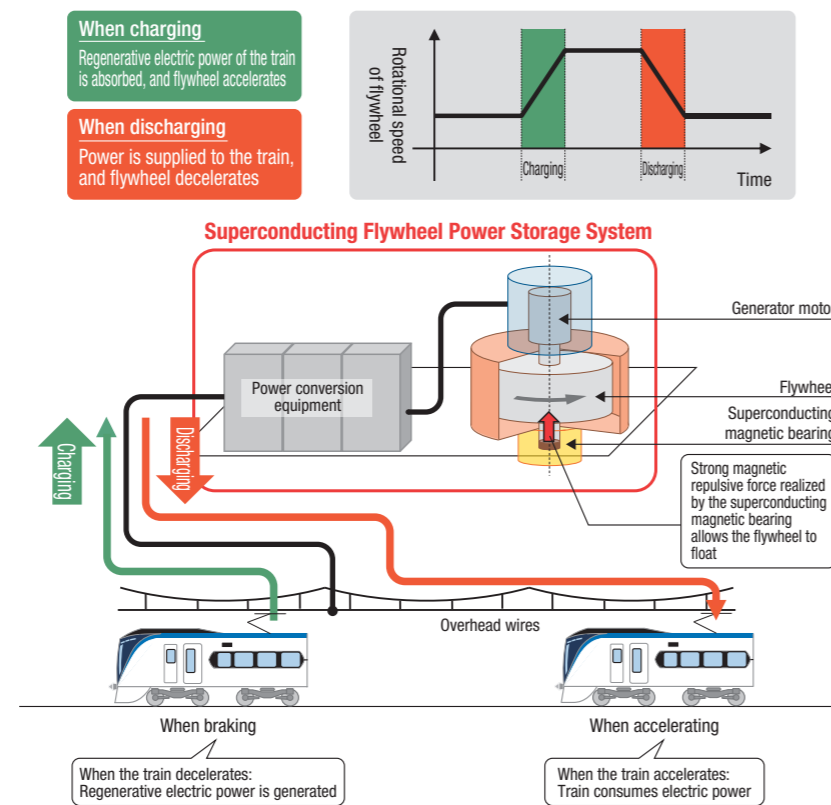 When charging
Regenerative electric power of the train
is absorbed, and flywheel accelerates
When discharging
Power is supplied to the train,
and flywheel decelerates
Rotational speed
of flywheel
Charging
Discharging
Time
Superconducting Flywheel Power Storage System
Generator moto
Power conversion
equipment
Flywhee
Superconducting
magnetic bearing
Charging
Discharging
Strong magnetic
repulsive force realized
by the superconducting
magnetic bearing
allows the flywheel to
float
Overhead wires
When braking
When accelerating
When the train decelerates:
Regenerative electric power is generated
When the train accelerates:
Train consumes electric power